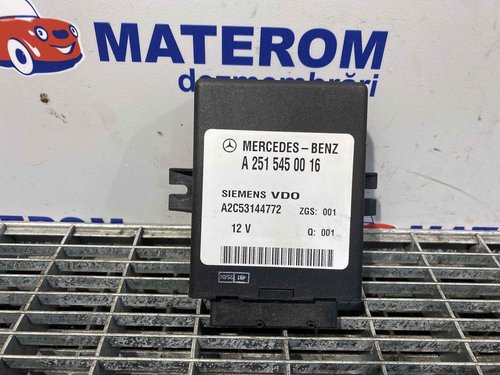 MATEROM
dezmembrări
MERCEDES-BENZ
A 251 545 00 16
SIEMENS VDO
A2C53144772 ZGS: 001
12 V Q: 001